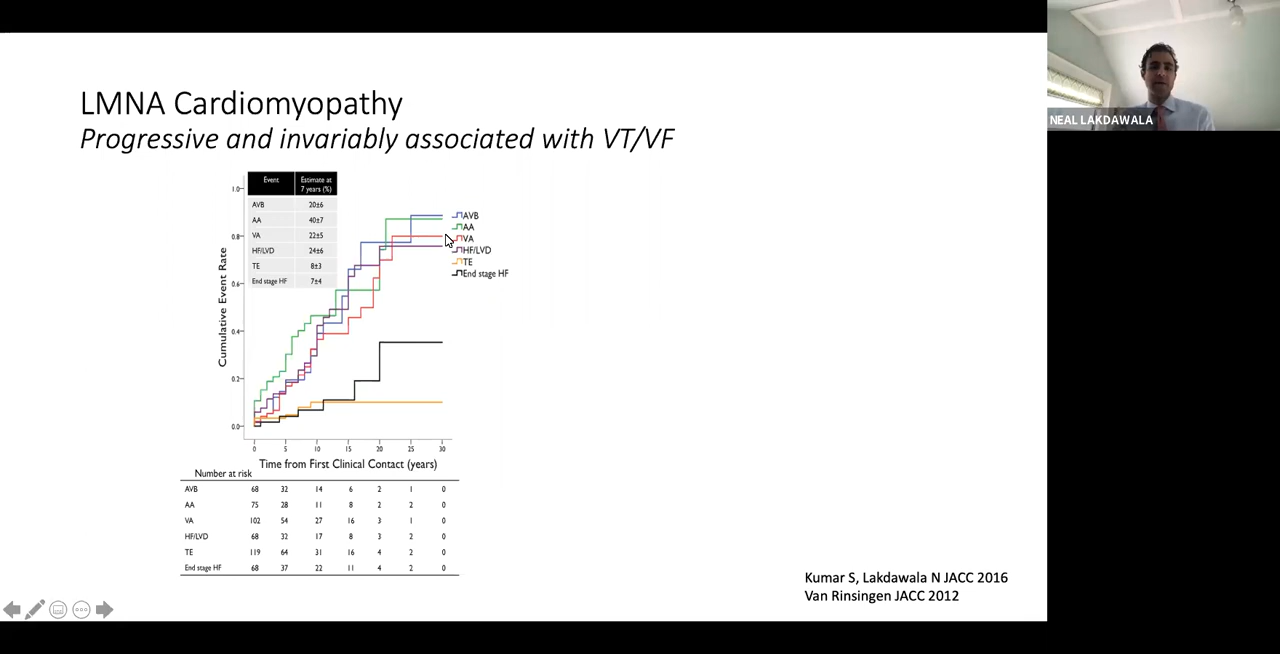 LMNA Cardiomyopathy
Progressive and invariably associated with VT/VF
Event Estimate at 7 years (%)
AVB 20±6
AA 40±7
VA 22±5
HF/LVD 24±6
TE 8±3
End stage HF 7±4
Cumulative Event Rate
1.0
0.8
0.6
0.4
0.2
0.0
AVB
AA
VA
HF/LVD
TE
End stage HF
0 5 10 15 20 25 30
Time from First Clinical Contact (years)
Number at risk
AVB 68 32 14 6 2 1 0
AA 75 28 11 8 2 2 0
VA 102 54 27 16 3 1 0
HF/LVD 68 32 17 8 3 2 0
TE 119 64 31 16 4 2 0
End stage HF 68 37 22 11 4 2 0
Kumar S, Lakdawala N JACC 2016
Van Rinsingen JACC 2012
NEAL LAKDAWALA